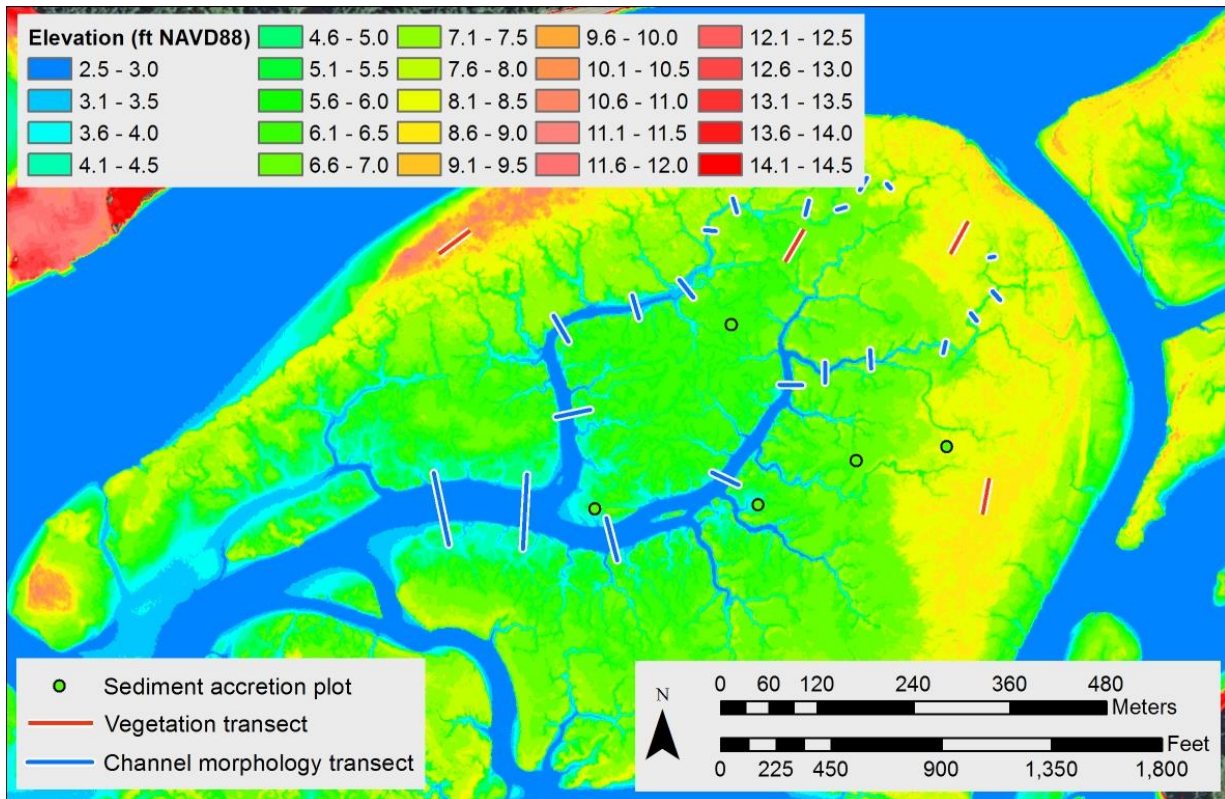 Elevation (ft NAVD88)
2.5 - 3.0
3.1 - 3.5
3.6 - 4.0
4.1 - 4.5
4.6 - 5.0
5.1 - 5.5
5.6 - 6.0
6.1 - 6.5
6.6 - 7.0
7.1 - 7.5
7.6 - 8.0
8.1 - 8.5
8.6 - 9.0
9.1 - 9.5
9.6 - 10.0
10.1 - 10.5
10.6 - 11.0
11.1 - 11.5
11.6 - 12.0
12.1 - 12.5
12.6 - 13.0
13.1 - 13.5
13.6 - 14.0
14.1 - 14.5
Sediment accretion plot
Vegetation transect
Channel morphology transect
N
0 60 120 240 360 480
Meters
Feet
0 225 450 900 1,350 1,800